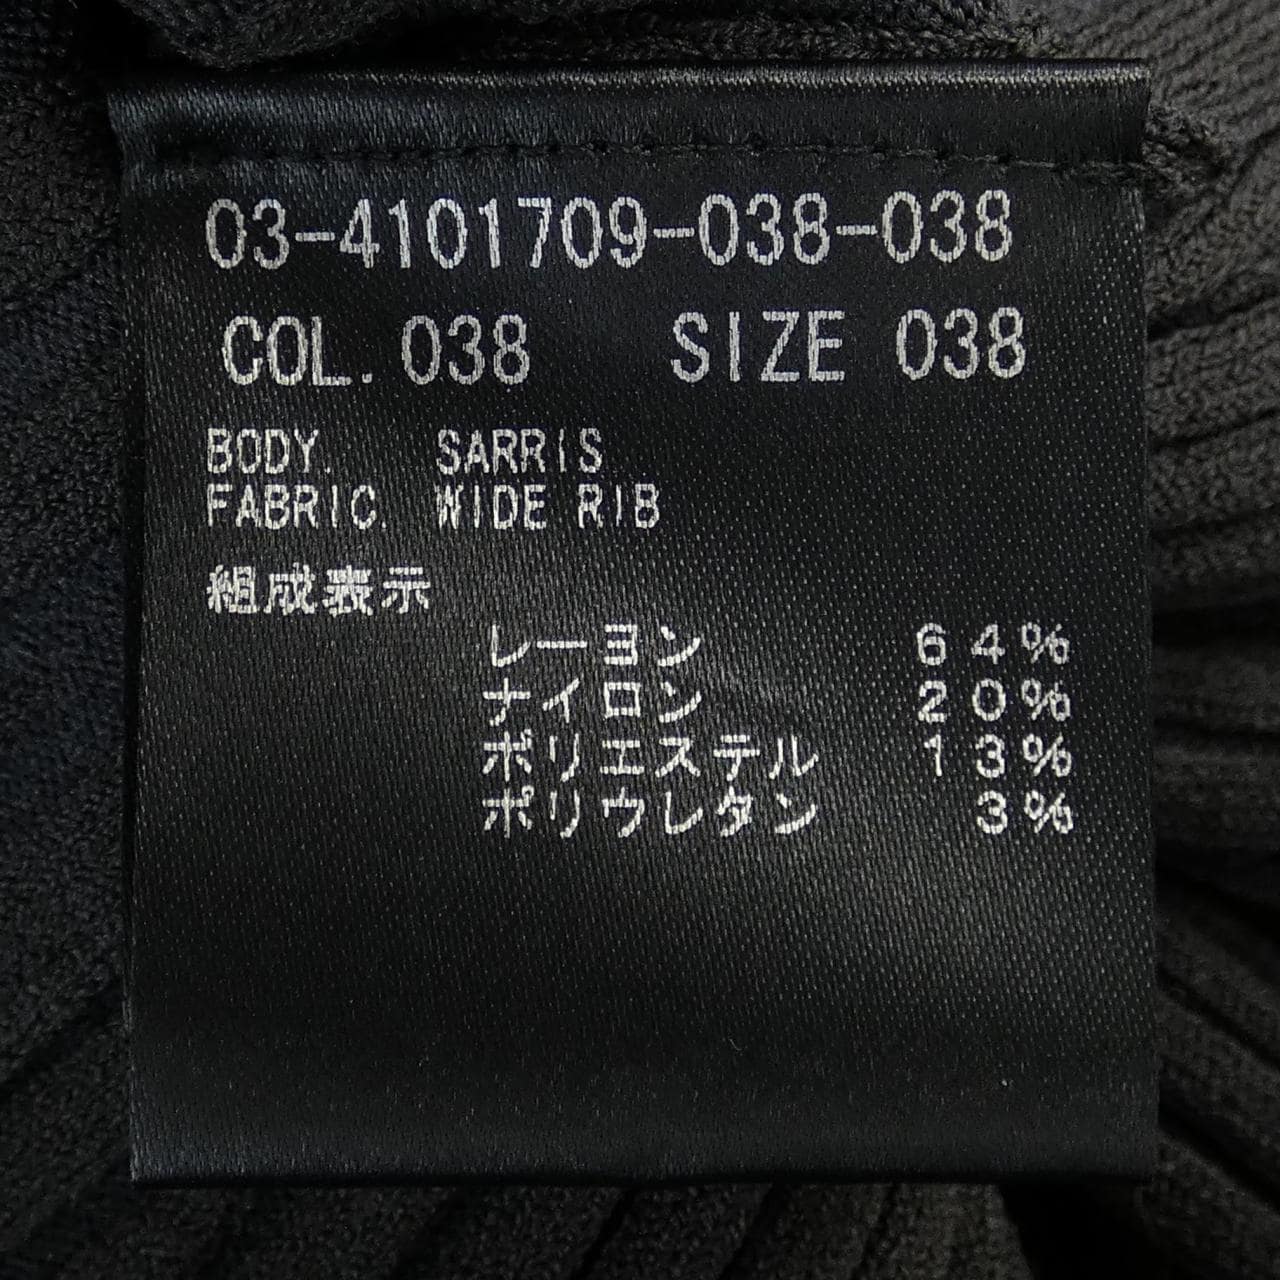 03-4101709-038-038
COL. 038 SIZE 038
BODY. SARRIS
FABRIC. WIDE RIB
組成表示
レーヨン 64%
ナイロン 20%
ポリエステル 13%
ポリウレタン 3%